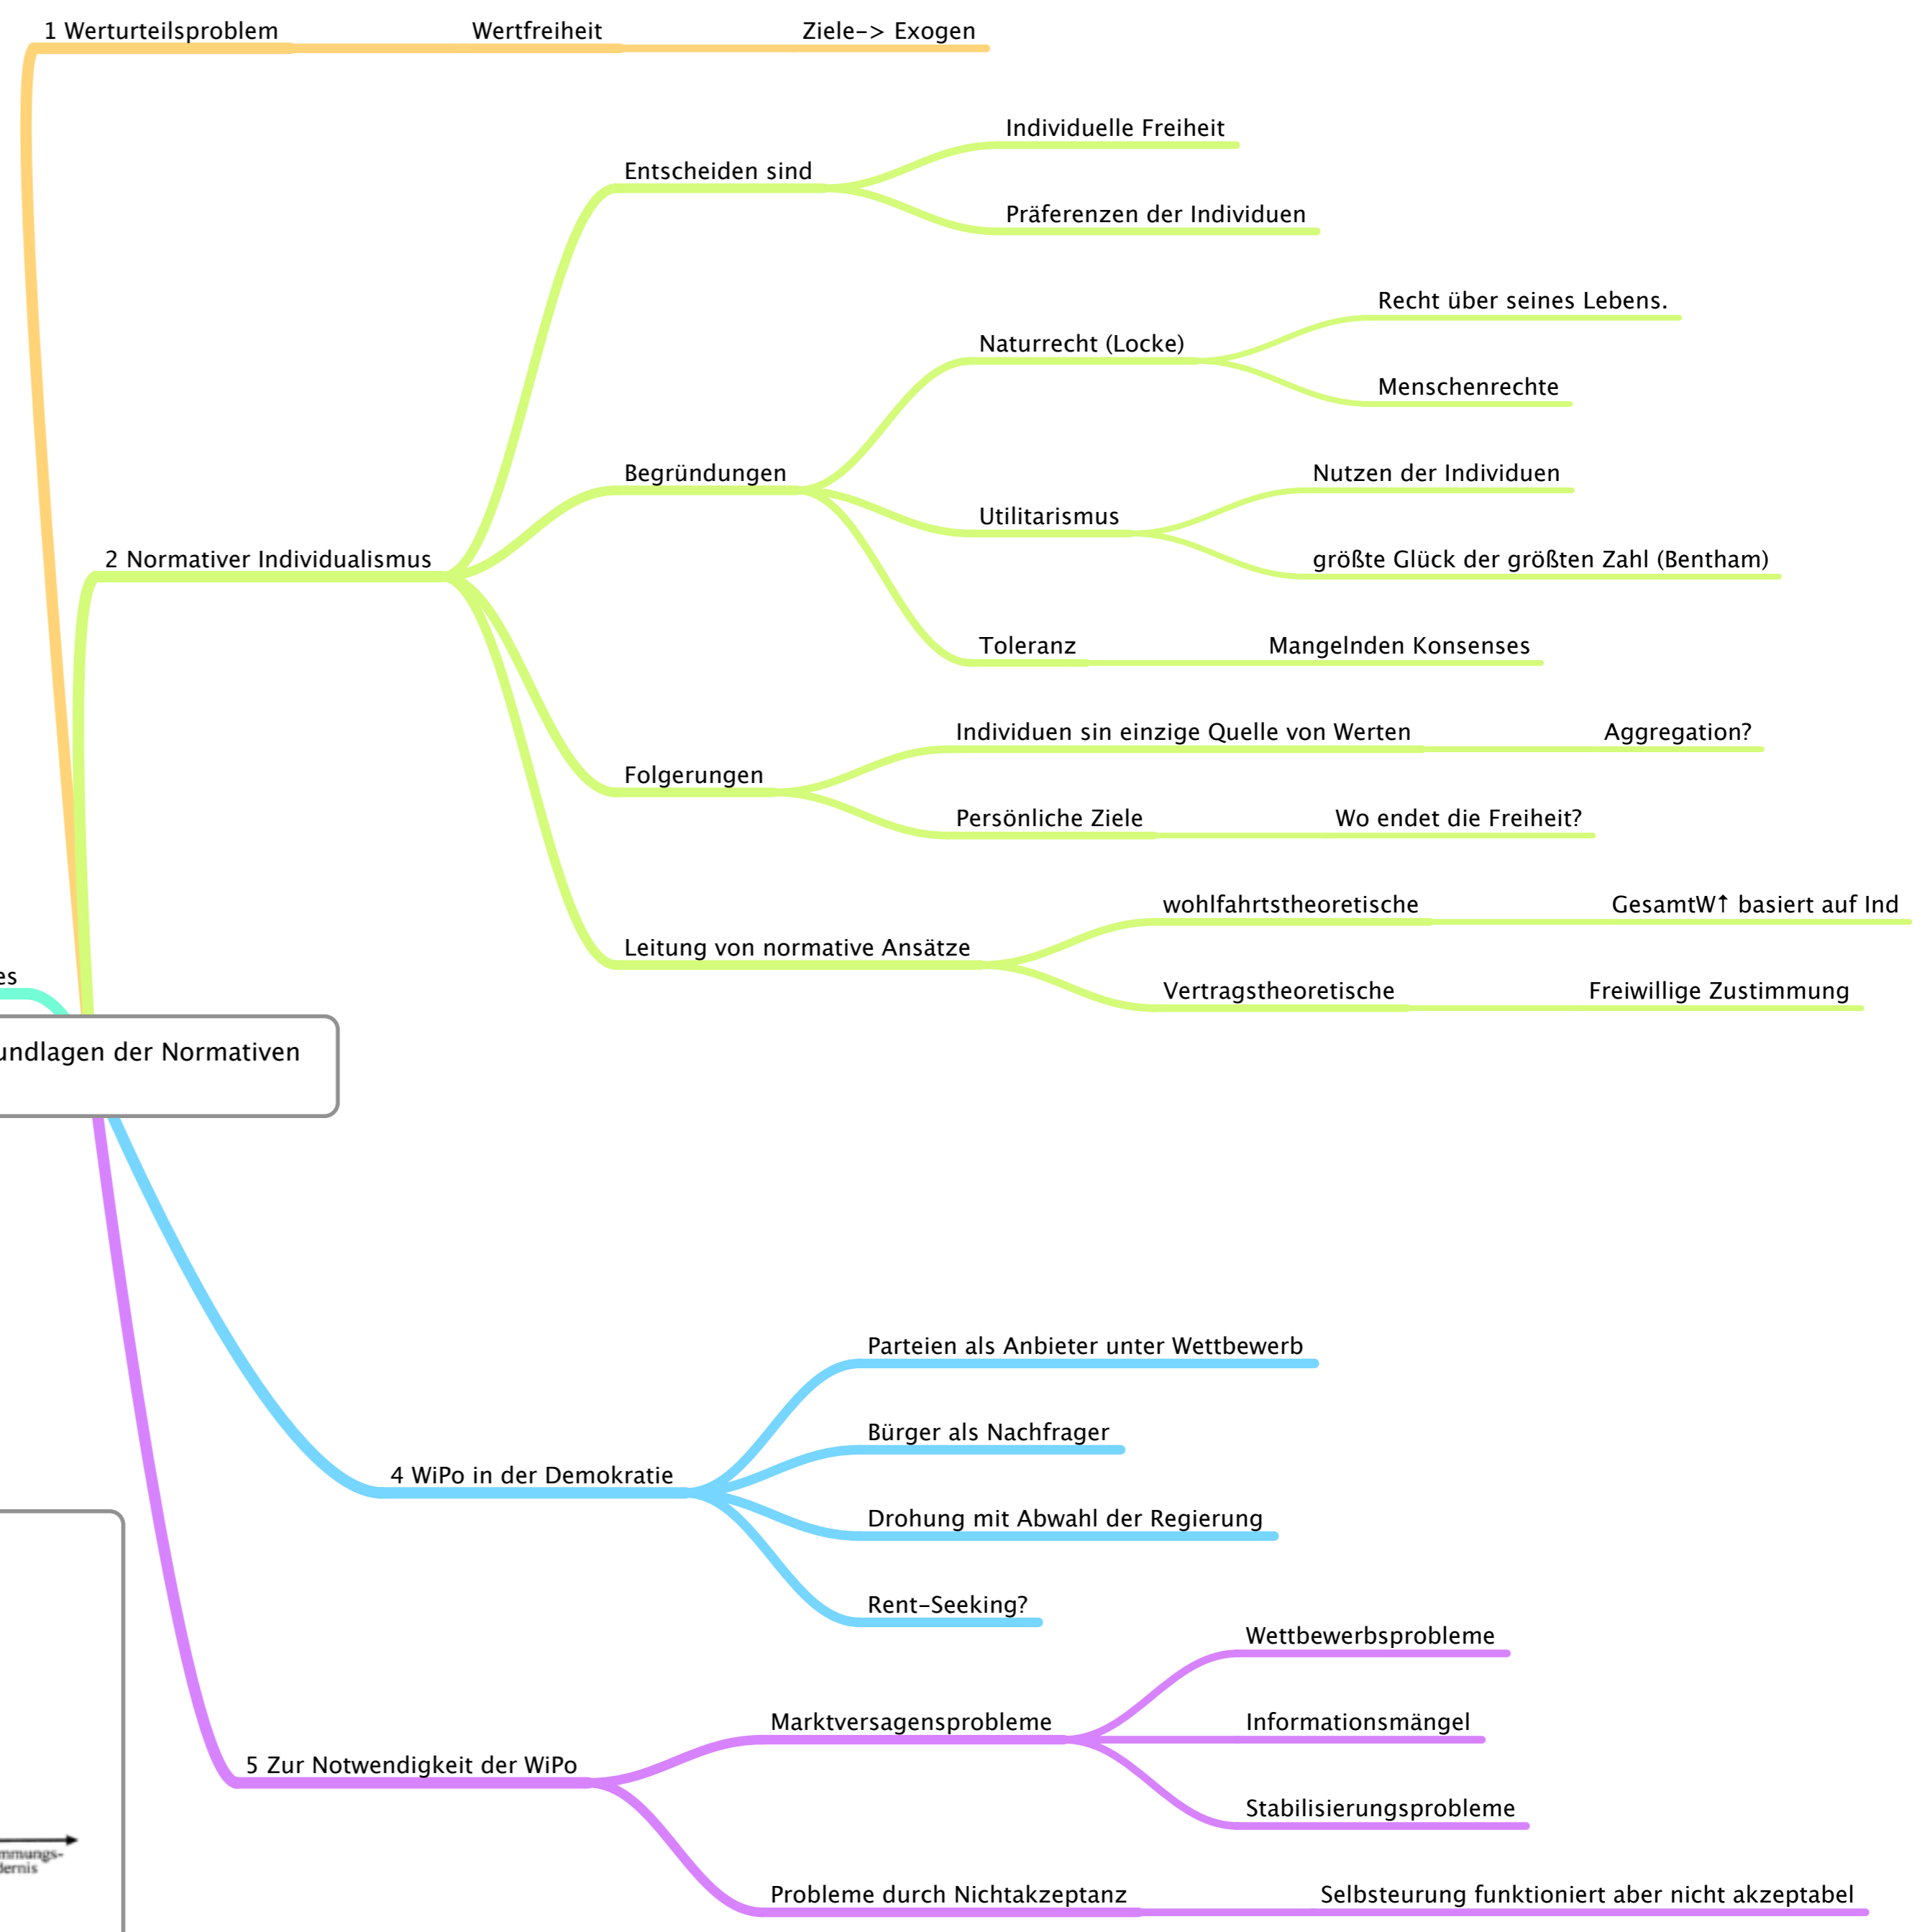 1 Werturteilsproblem
Wertfreiheit
Ziele-> Exogen
2 Normativer Individualismus
Entscheiden sind
Individuelle Freiheit
Präferenzen der Individuen
Begründungen
Naturrecht (Locke)
Recht über seines Lebens.
Menschenrechte
Utilitarismus
Nutzen der Individuen
größte Glück der größten Zahl (Bentham)
Toleranz
Mangelnden Konsenses
Folgerungen
Individuen sin einzige Quelle von Werten
Aggregation?
Persönliche Ziele
Wo endet die Freiheit?
Leitung von normative Ansätze
wohlfahrtstheoretische
GesamtW↑ basiert auf Ind
Vertragstheoretische
Freiwillige Zustimmung
es
undlagen der Normativen
4 WiPo in der Demokratie
Parteien als Anbieter unter Wettbewerb
Bürger als Nachfrager
Drohung mit Abwahl der Regierung
Rent-Seeking?
5 Zur Notwendigkeit der WiPo
Marktversagensprobleme
Wettbewerbsprobleme
Informationsmängel
Stabilisierungsprobleme
Probleme durch Nichtakzeptanz
Selbsteurung funktioniert aber nicht akzeptabel
mmungs-
dernis